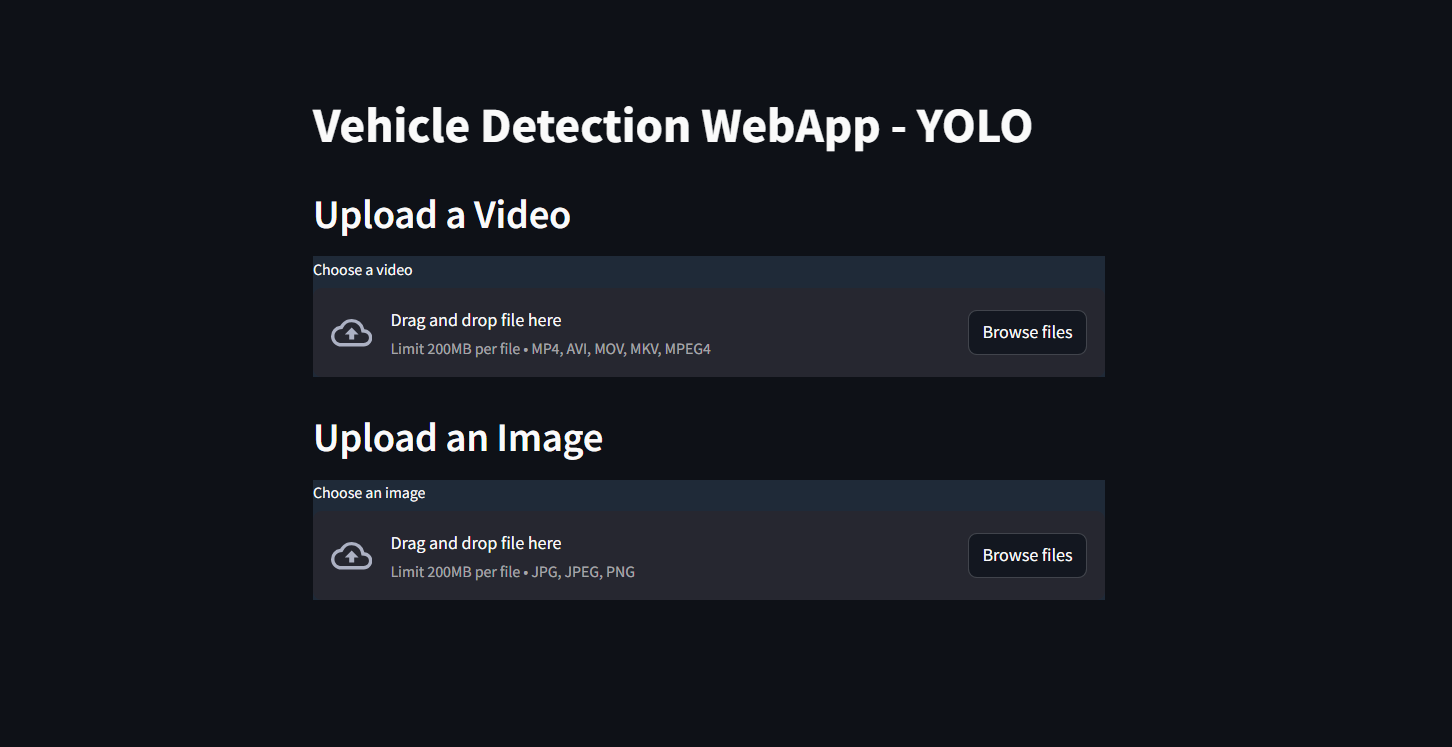 Vehicle Detection WebApp - YOLO
Upload a Video
Choose a video
Drag and drop file here
Limit 200MB per file • MP4, AVI, MOV, MKV, MPEG4
Browse files
Upload an Image
Choose an image
Drag and drop file here
Limit 200MB per file • JPG, JPEG, PNG
Browse files